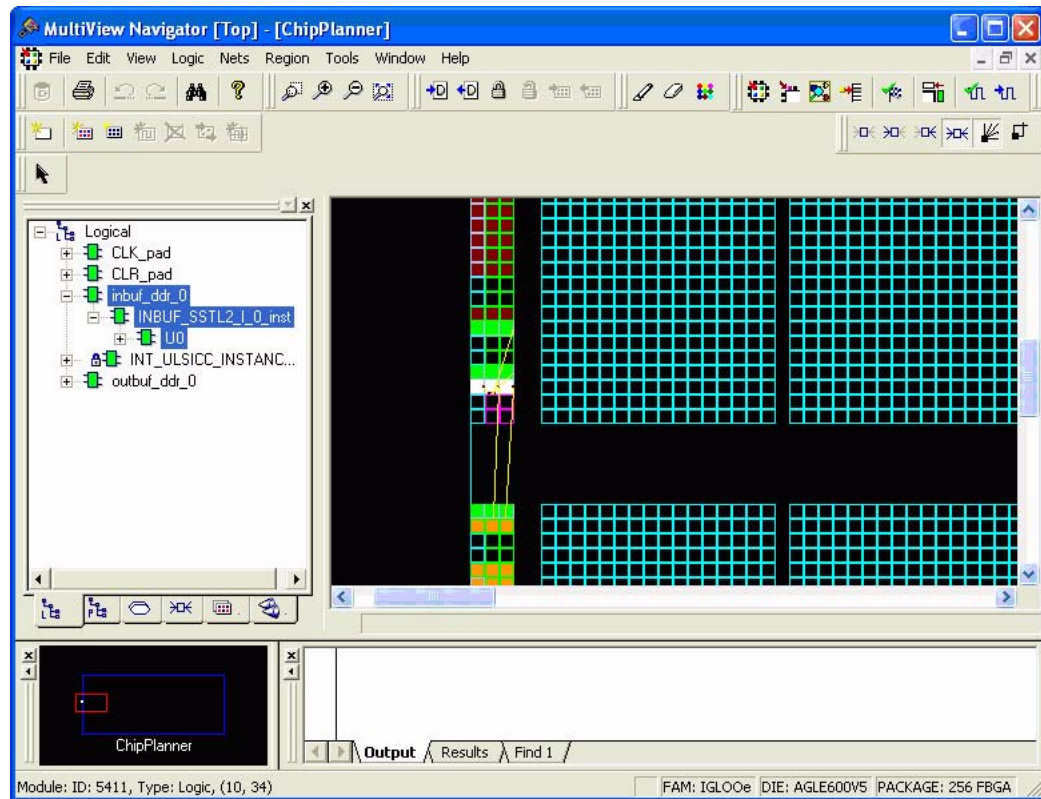 MultiView Navigator [Top] - [ChipPlanner]
File Edit View Logic Nets Region Tools Window Help
Logical
CLK_pad
CLR_pad
inbuf_ddr_0
INBUF_SSTL2_I_0_inst
U0
INT_ULSICC_INSTANC...
outbuf_ddr_0
ChipPlanner
Output Results Find 1
Module: ID: 5411, Type: Logic, (10, 34) FAM: IGLOOe DIE: AGLE600V5 PACKAGE: 256 FBGA